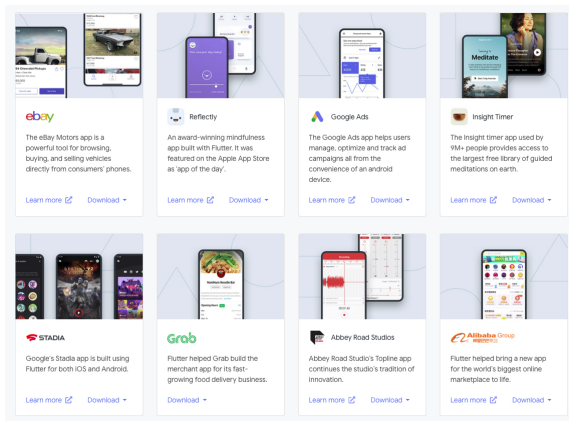 Learning to
Meditate
ebay
Reflectly
Google Ads
Insight Timer
The eBay Motors app is a
powerful tool for browsing,
buying, and selling vehicles
directly from consumers' phones.
An award-winning mindfulness
app built with Flutter. It was
featured on the Apple App Store
as 'app of the day'.
The Google Ads app helps users
manage, optimize and track ad
campaigns all from the
convenience of an android
device.
The Insight timer app used by
9M+ people provides access to
the largest free library of guided
meditations on earth.
Learn more Download
Learn more Download
Learn more Download
Learn more Download
STADIA
Grab
Abbey Road Studios
Alibaba Group
Google's Stadia app is built using
Flutter for both iOS and Android.
Flutter helped Grab build the
merchant app for its fast-
growing food delivery business.
Abbey Road Studio's Topline app
continues the studio's tradition of
innovation.
Flutter helped bring a new app
for the world's biggest online
marketplace to life.
Learn more Download
Download
Learn more Download
Learn more Download